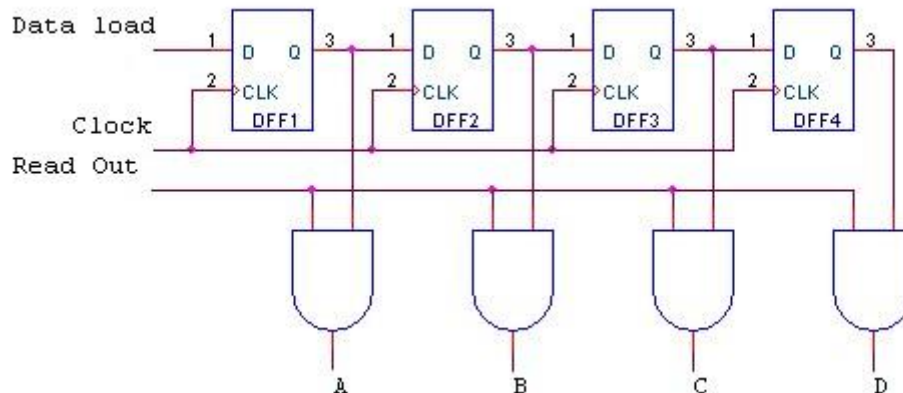 Data load
1 3 1 3 1 3 1 3
D Q D Q D Q D Q
2 2 2 2
CLK CLK CLK CLK
DFF1 DFF2 DFF3 DFF4
Clock
Read Out
A B C D